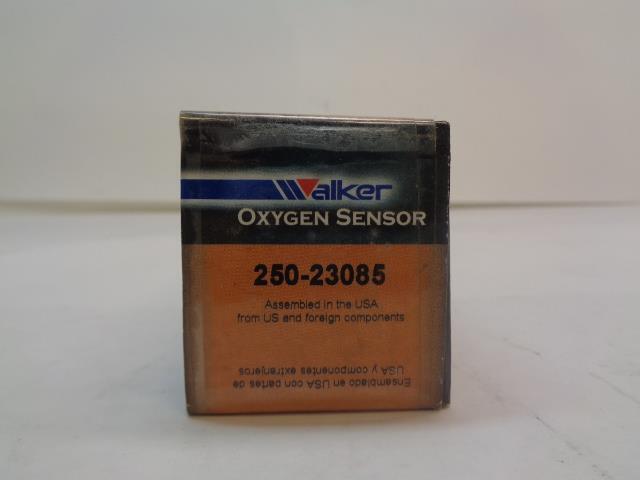 Walker
OXYGEN SENSOR
250-23085
Assembled in the USA
from US and foreign components
Ensamblado en USA con partes de
USA y componentes extranjeros